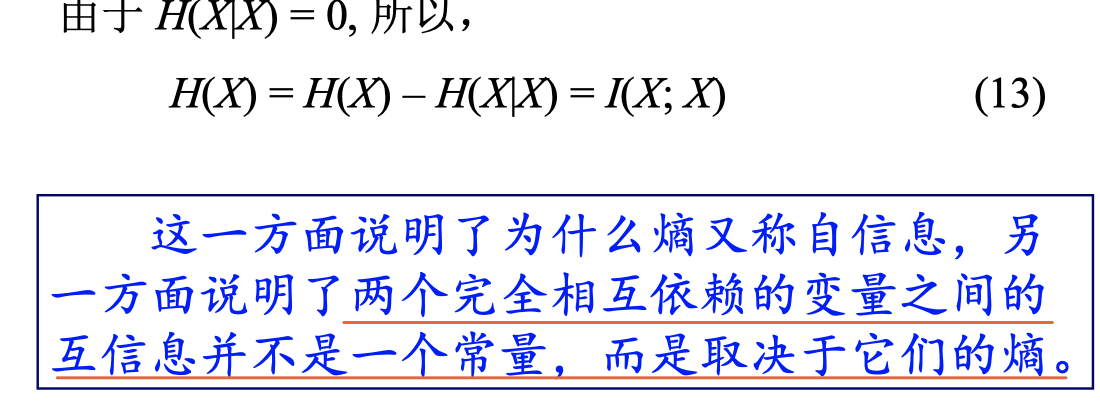 由于 H(X|X) = 0, 所以，
H(X) = H(X) – H(X|X) = I(X; X) (13)
这一方面说明了为什么熵又称自信息，另
一方面说明了两个完全相互依赖的变量之间的
互信息并不是一个常量，而是取决于它们的熵。